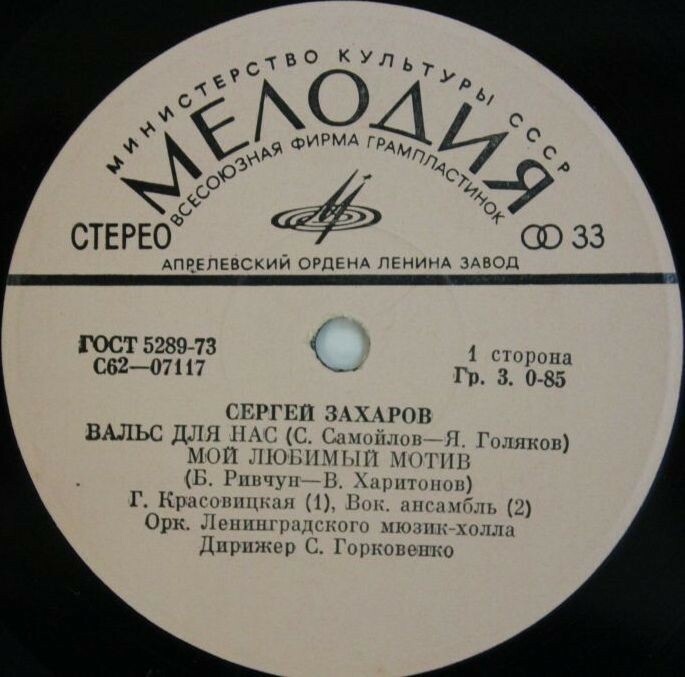 МИНИСТЕРСТВО КУЛЬТУРЫ СССР
МЕЛОДИЯ
ВСЕСОЮЗНАЯ ФИРМА ГРАМПЛАСТИНОК
СТЕРЕО
33
АПРЕЛЕВСКИЙ ОРДЕНА ЛЕНИНА ЗАВОД
ГОСТ 5289-73
С62—07117
1 сторона
Гр. 3. 0-85
СЕРГЕЙ ЗАХАРОВ
ВАЛЬС ДЛЯ НАС (С. Самойлов—Я. Голяков)
МОЙ ЛЮБИМЫЙ МОТИВ
(Б. Ривчун—В. Харитонов)
Г. Красовицкая (1), Вок. ансамбль (2)
Орк. Ленинградского мюзик-холла
Дирижер С. Горковенко